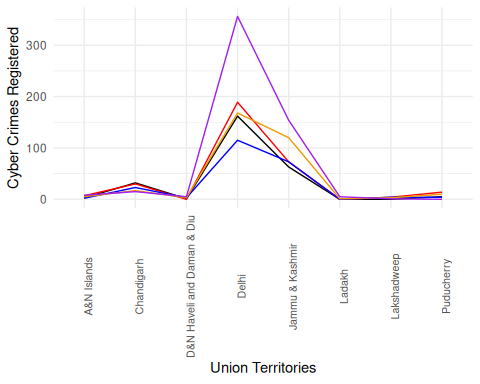 Cyber Crimes Registered
300
200
100
0
A&N Islands
Chandigarh
D&N Haveli and Daman & Diu
Delhi
Jammu & Kashmir
Ladakh
Lakshadweep
Puducherry
Union Territories